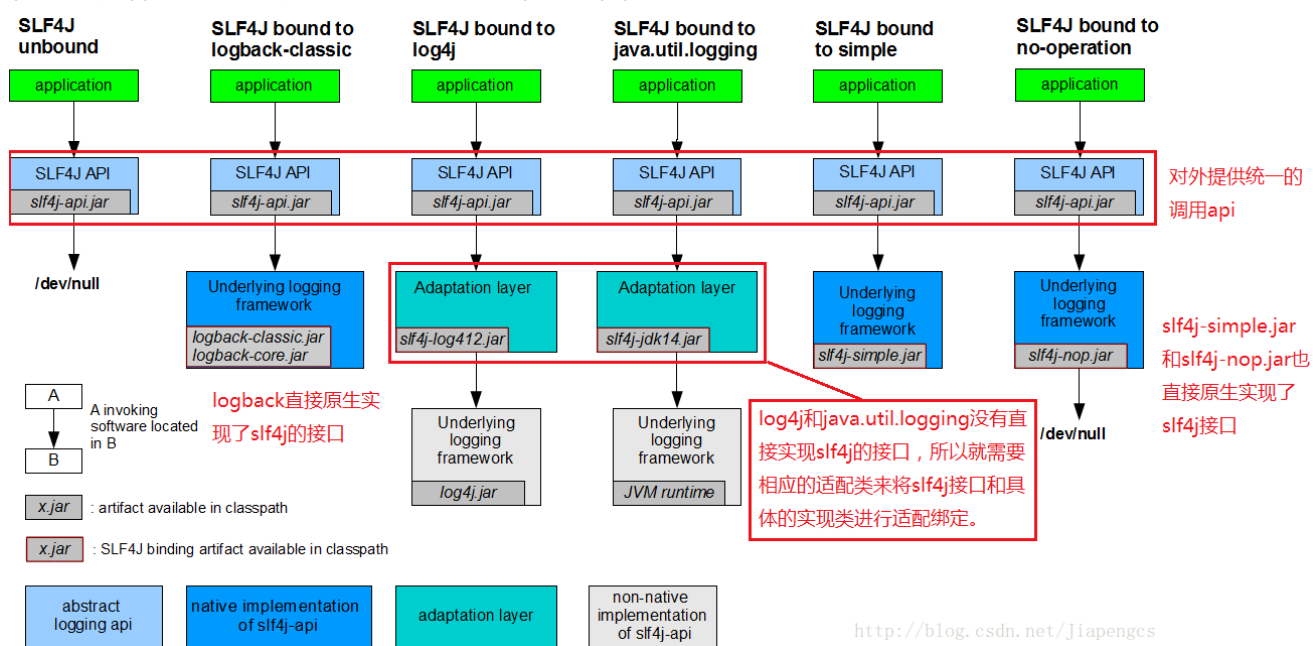 SLF4J
unbound
SLF4J bound to
logback-classic
SLF4J bound to
log4j
SLF4J bound to
java.util.logging
SLF4J bound
to simple
SLF4J bound to
no-operation
application
application
application
application
application
application
SLF4J API
slf4j-api.jar
SLF4J API
slf4j-api.jar
SLF4J API
slf4j-api.jar
SLF4J API
slf4j-api.jar
SLF4J API
slf4j-api.jar
SLF4J API
slf4j-api.jar
对外提供统一的
调用api
/dev/null
Underlying logging
framework
logback-classic.jar
logback-core.jar
Adaptation layer
slf4j-log412.jar
Adaptation layer
slf4j-jdk14.jar
Underlying
logging
framework
slf4j-simple.jar
Underlying
logging
framework
slf4j-nop.jar
slf4j-simple.jar
和slf4j-nop.jar也
直接原生实现了
slf4j接口
A
B
A invoking
software located
in B
logback直接原生实
现了slf4j的接口
Underlying
logging
framework
log4j.jar
Underlying
logging
framework
JVM runtime
log4j和java.util.logging没有直
接实现slf4j的接口，所以就需要
相应的适配类来将slf4j接口和具
体的实现类进行适配绑定。
/dev/null
x.jar : artifact available in classpath
x.jar : SLF4J binding artifact available in classpath
abstract
logging api
native implementation
of slf4j-api
adaptation layer
non-native
implementation
of slf4j-api
http://blog.csdn.net/Jiapengcs